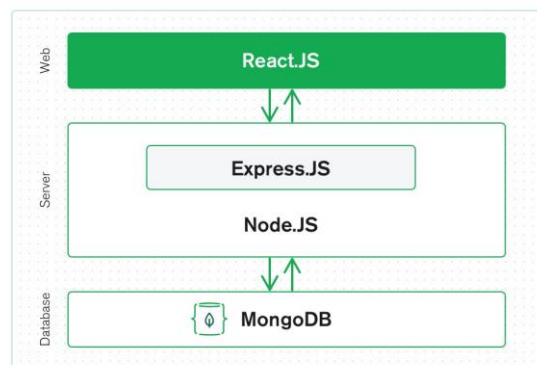 Web
React.JS
Server
Express.JS
Node.JS
Database
MongoDB